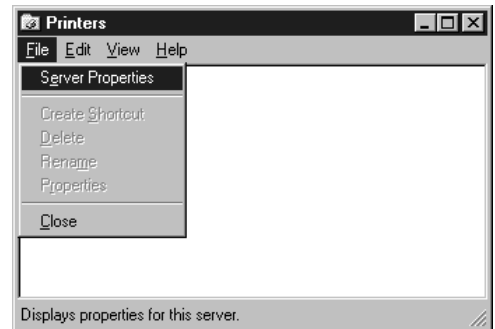 Printers
File Edit View Help
Server Properties
Create Shortcut
Delete
Rename
Properties
Close
Displays properties for this server.